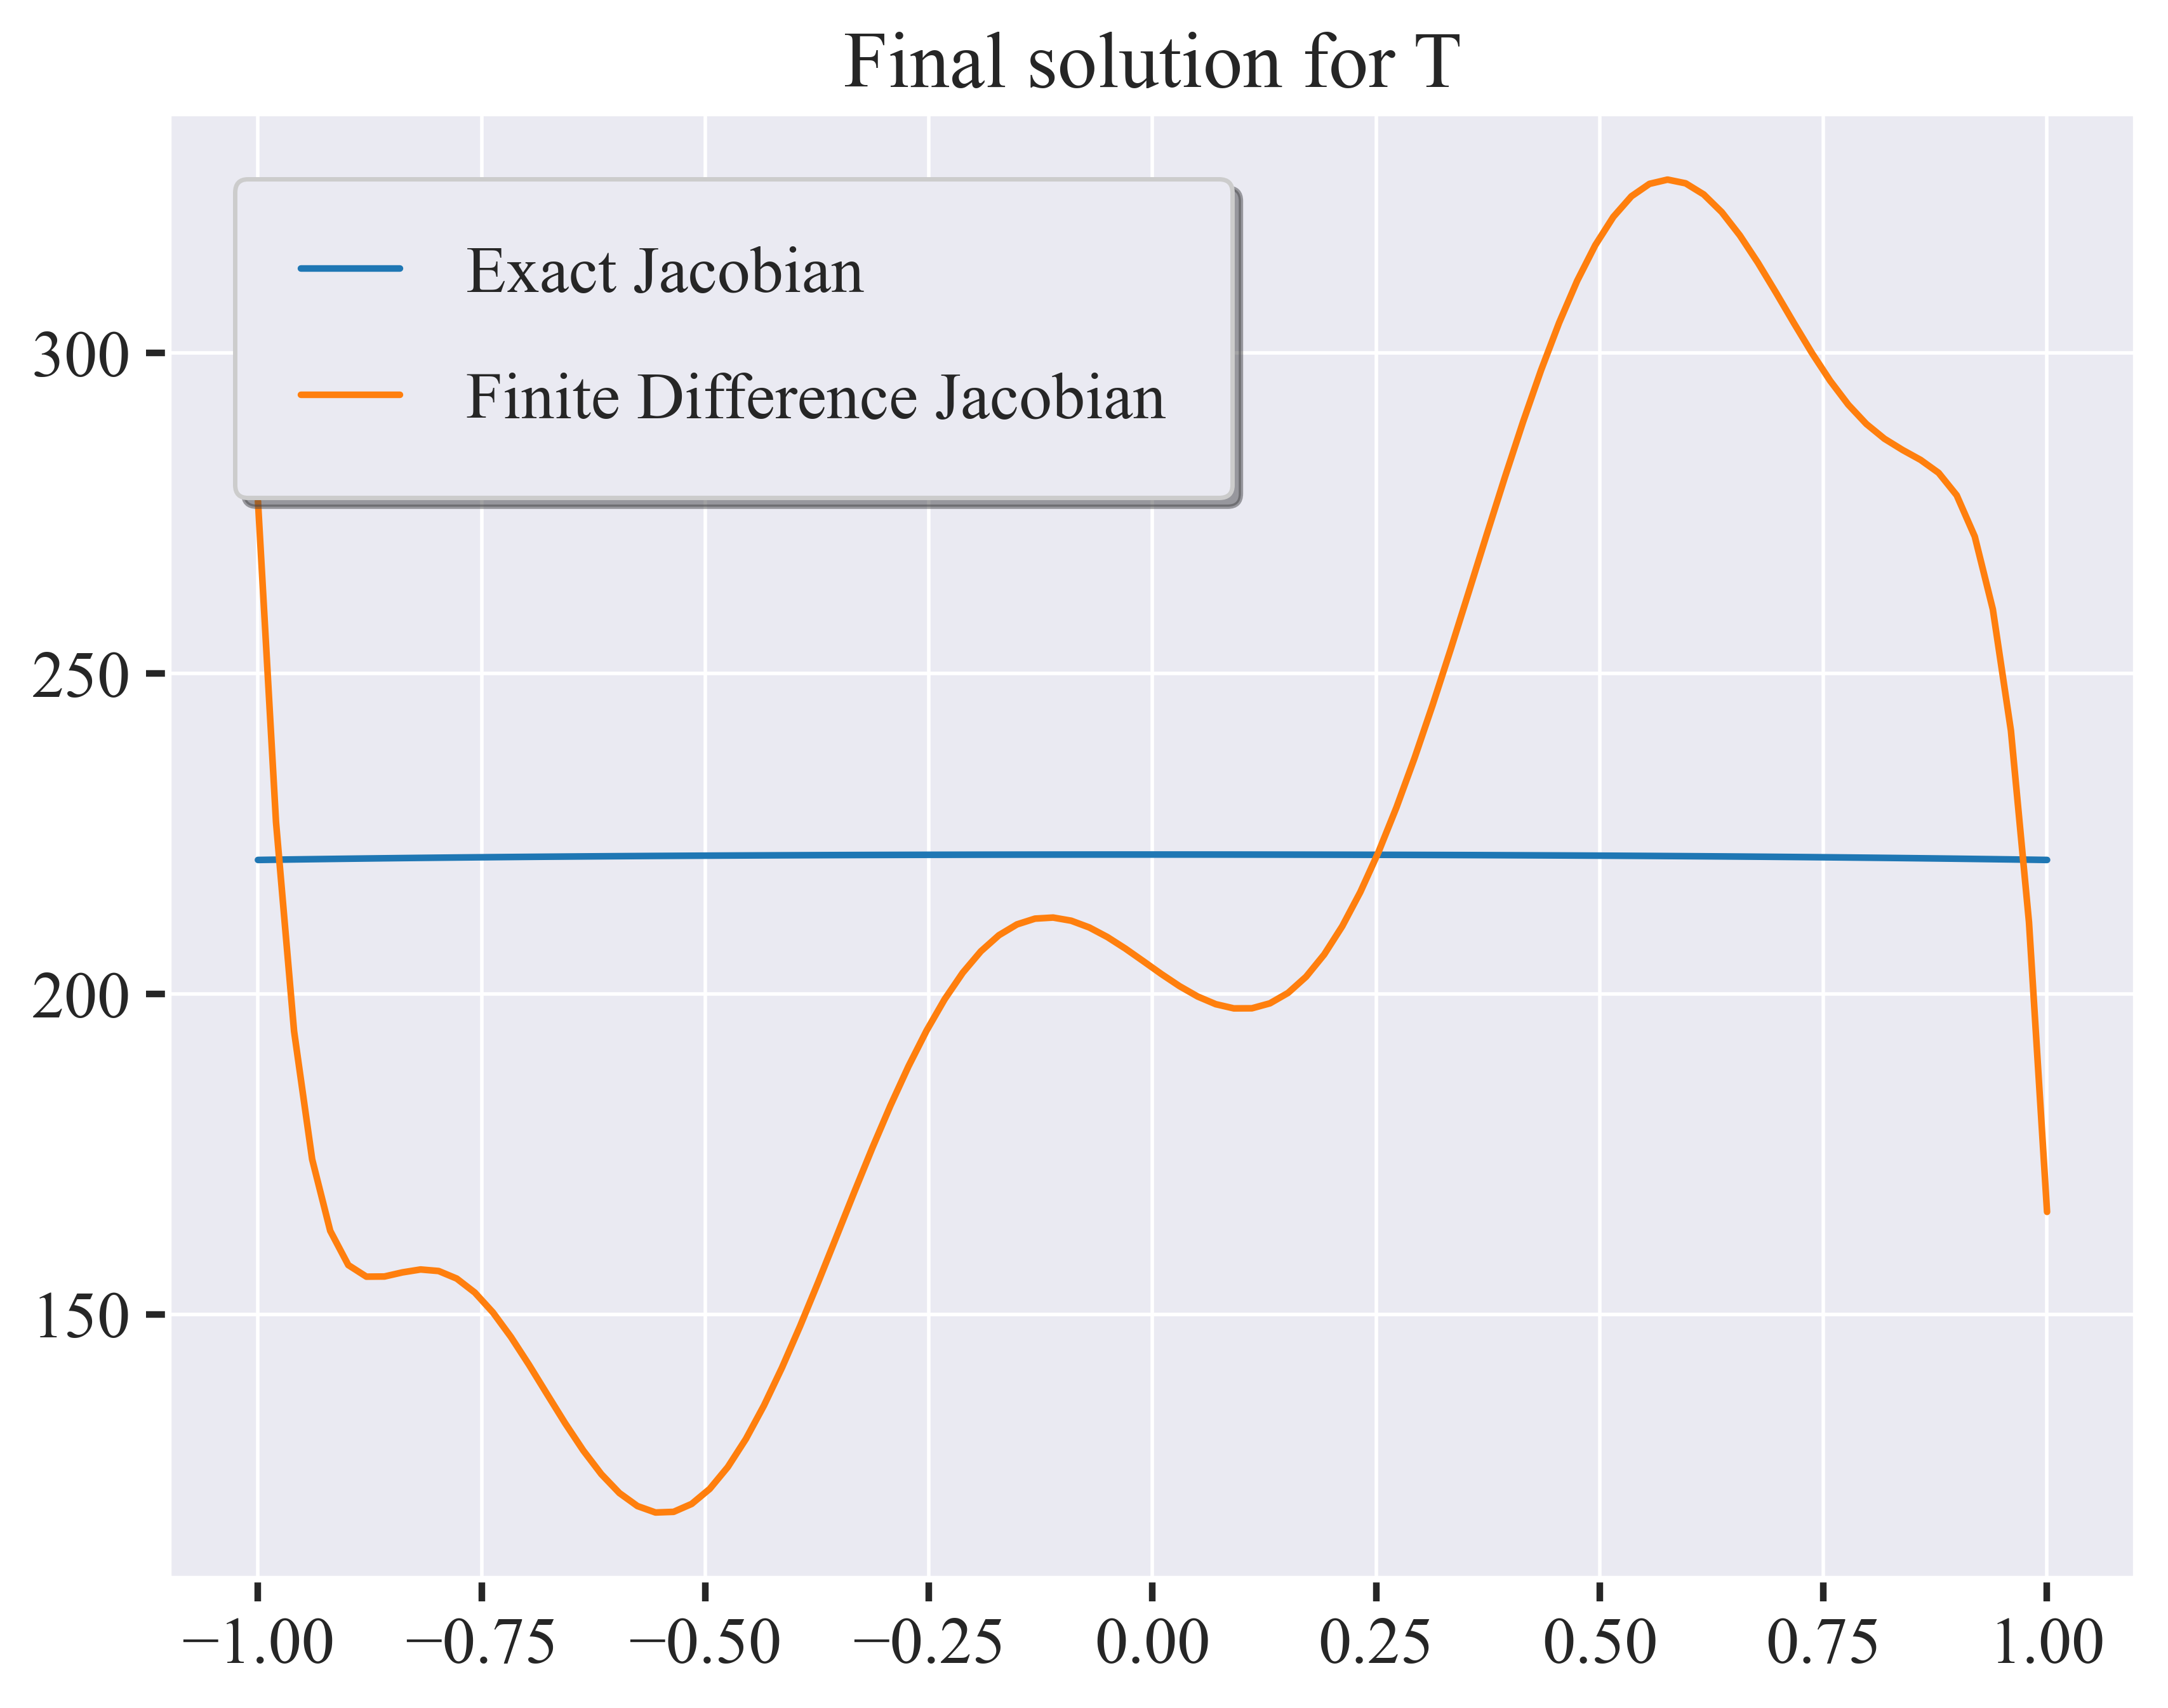 Final solution for T
Exact Jacobian
Finite Difference Jacobian
300
250
200
150
−1.00 −0.75 −0.50 −0.25 0.00 0.25 0.50 0.75 1.00